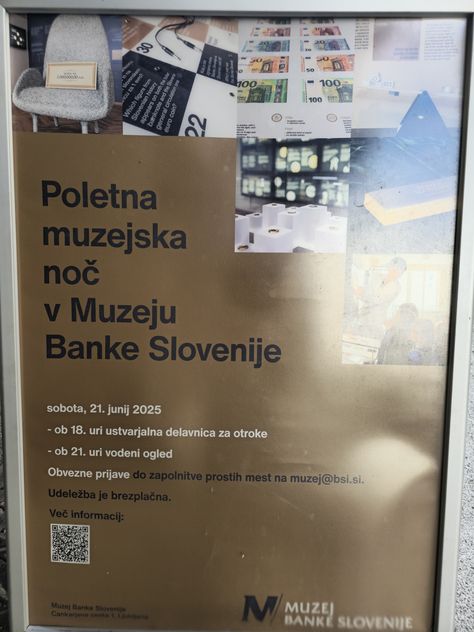 Poletna
muzejska
noč
v Muzeju
Banke Slovenije
sobota, 21. junij 2025
- ob 18. uri ustvarjalna delavnica za otroke
- ob 21. uri vodeni ogled
Obvezne prijave do zapolnitve prostih mest na muzej@bsi.si.
Udeležba je brezplačna.
Več informacij:
Muzej Banke Slovenije
Cankarjeva cesta 1, Ljubljana
MUZEJ
BANKE SLOVENIJE